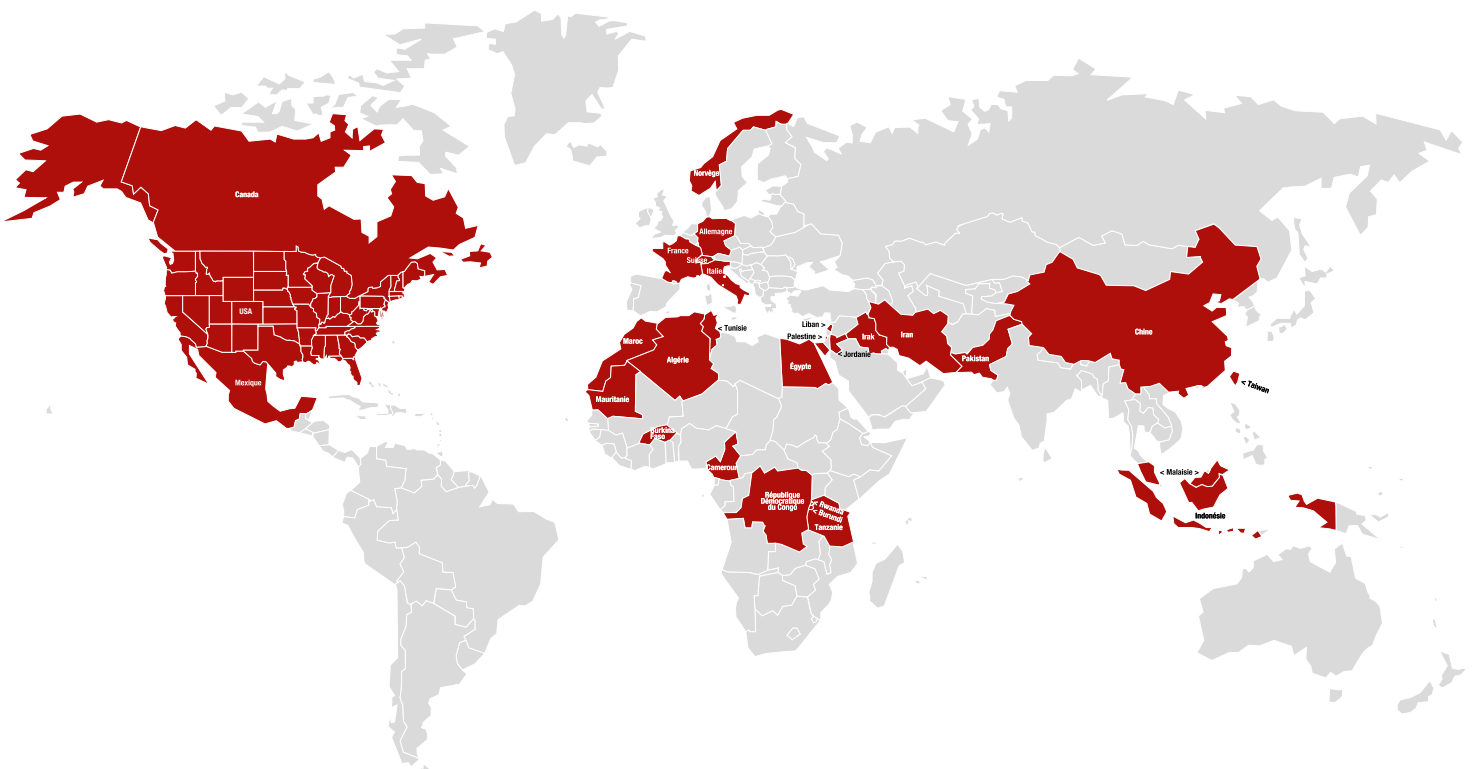 Canada
USA
Mexique
Norvège
Allemagne
France
Suisse
Italie
< Tunisie
Maroc
Algérie
Mauritanie
Burkina
Faso
Cameroun
République
Démocratique
du Congo
< Rwanda
< Burundi
Tanzanie
Égypte
Liban >
Palestine >
< Jordanie
Irak
Iran
Pakistan
Chine
< Taiwan
< Malaisie >
Indonésie